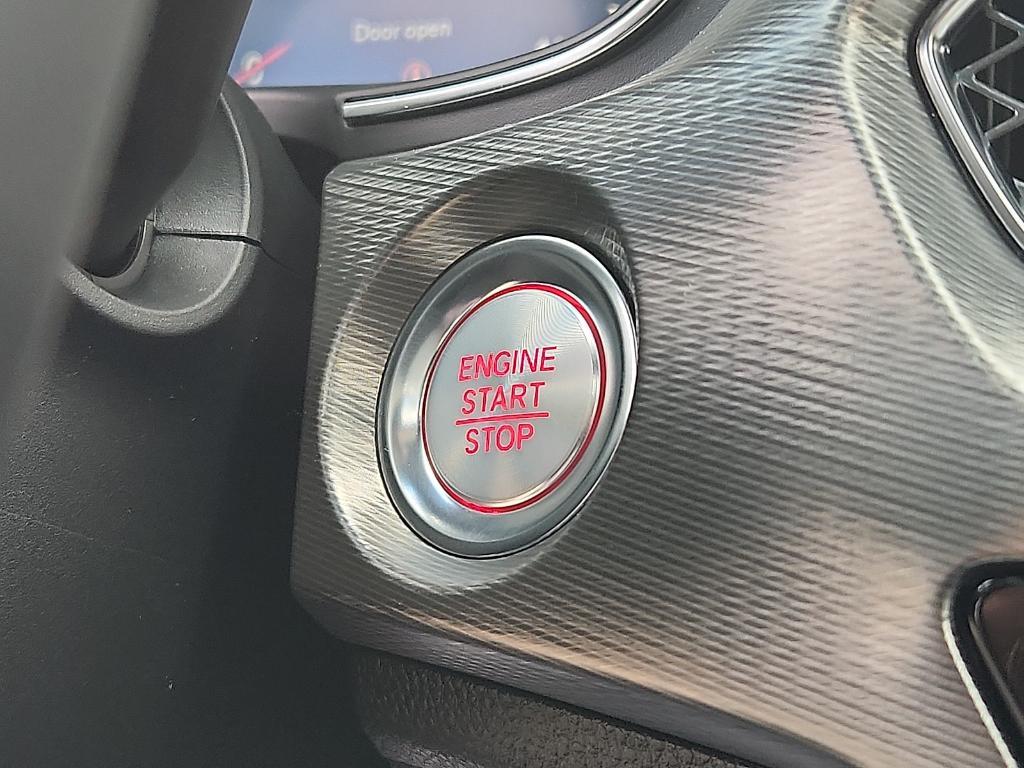 Door open
ENGINE
START
STOP